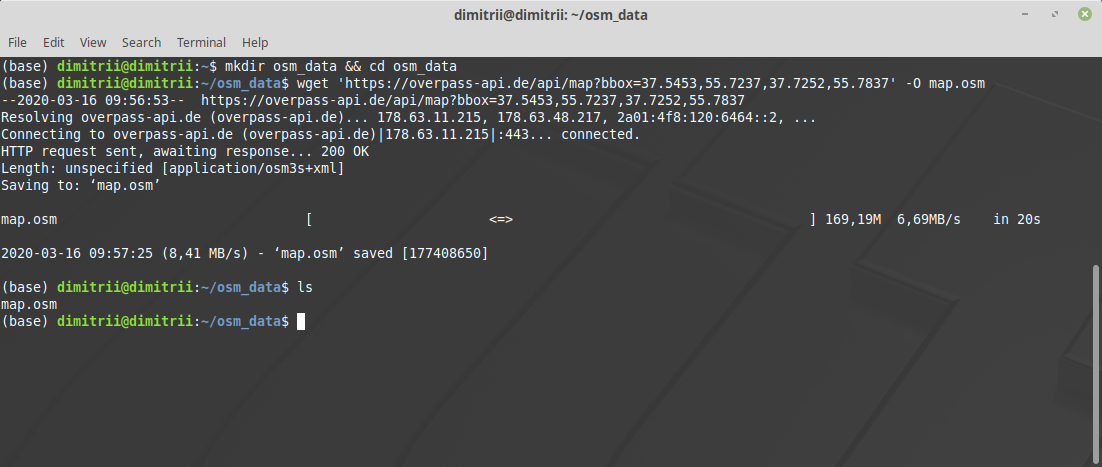 dimitrii@dimitrii: ~/osm_data
File Edit View Search Terminal Help
(base) dimitrii@dimitrii:~$ mkdir osm_data && cd osm_data
(base) dimitrii@dimitrii:~/osm_data$ wget 'https://overpass-api.de/api/map?bbox=37.5453,55.7237,37.7252,55.7837' -O map.osm
--2020-03-16 09:56:53--  https://overpass-api.de/api/map?bbox=37.5453,55.7237,37.7252,55.7837
Resolving overpass-api.de (overpass-api.de)... 178.63.11.215, 178.63.48.217, 2a01:4f8:120:6464::2, ...
Connecting to overpass-api.de (overpass-api.de)|178.63.11.215|:443... connected.
HTTP request sent, awaiting response... 200 OK
Length: unspecified [application/osm3s+xml]
Saving to: ‘map.osm’
map.osm [ <=> ] 169,19M 6,69MB/s in 20s
2020-03-16 09:57:25 (8,41 MB/s) - ‘map.osm’ saved [177408650]
(base) dimitrii@dimitrii:~/osm_data$ ls
map.osm
(base) dimitrii@dimitrii:~/osm_data$